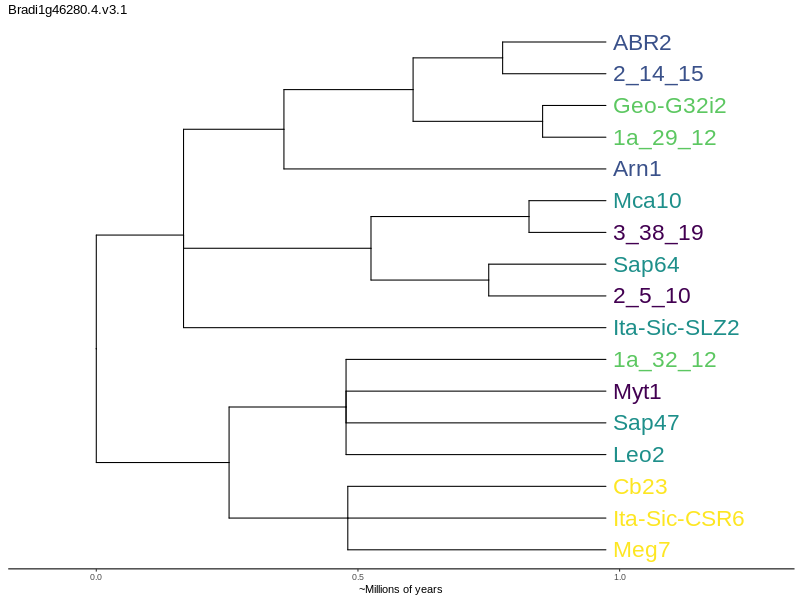 Bradi1g46280.4.v3.1
ABR2
2_14_15
Geo-G32i2
1a_29_12
Arn1
Mca10
3_38_19
Sap64
2_5_10
Ita-Sic-SLZ2
1a_32_12
Myt1
Sap47
Leo2
Cb23
Ita-Sic-CSR6
Meg7
0.0 0.5 1.0
~Millions of years